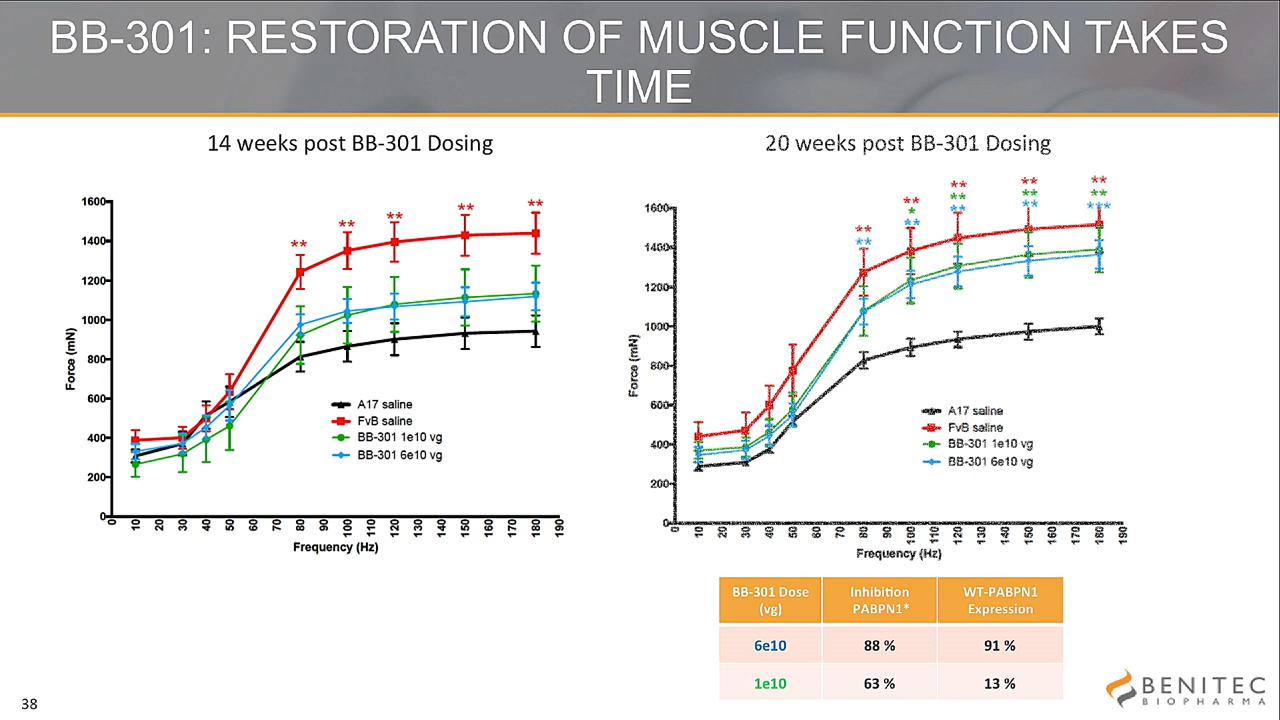 BB-301: RESTORATION OF MUSCLE FUNCTION TAKES
TIME
14 weeks post BB-301 Dosing
1600
1400
1200
1000
800
600
400
200
0
Force (mN)
** ** ** ** **
A17 saline
FvB saline
BB-301 1e10 vg
BB-301 6e10 vg
0 10 20 30 40 50 60 70 80 90 100 110 120 130 140 150 160 170 180 190
Frequency (Hz)
20 weeks post BB-301 Dosing
1600
1400
1200
1000
800
600
400
200
0
Force (mN)
** ** ** ** **
* ** ** **
** ** ** ** ***
A17 saline
FvB saline
BB-301 1e10 vg
BB-301 6e10 vg
0 10 20 30 40 50 60 70 80 90 100 110 120 130 140 150 160 170 180 190
Frequency (Hz)
BB-301 Dose (vg) Inhibition PABPN1* WT-PABPN1 Expression
6e10 88 % 91 %
1e10 63 % 13 %
38
BENITEC
BIOPHARMA